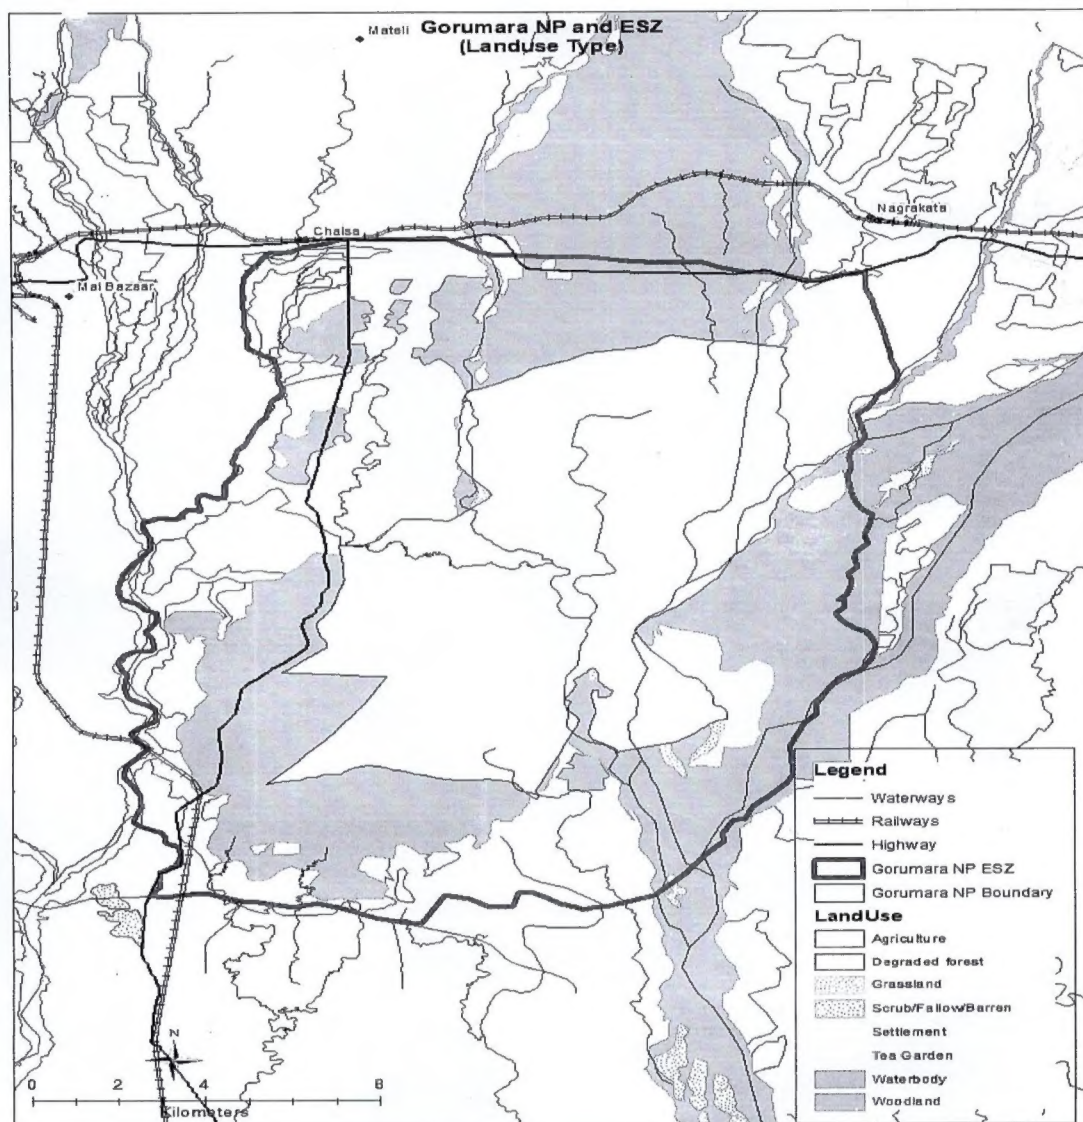 Gorumara NP and ESZ
(Landuse Type)
Mateli
Nagrakata
Chalsa
Mal Bazaar
Legend
Waterways
Railways
Highway
Gorumara NP ESZ
Gorumara NP Boundary
LandUse
Agriculture
Degraded forest
Grassland
Scrub/Fallow/Barren
Settlement
Tea Garden
Waterbody
Woodland
N
0 2 4 8
Kilometers